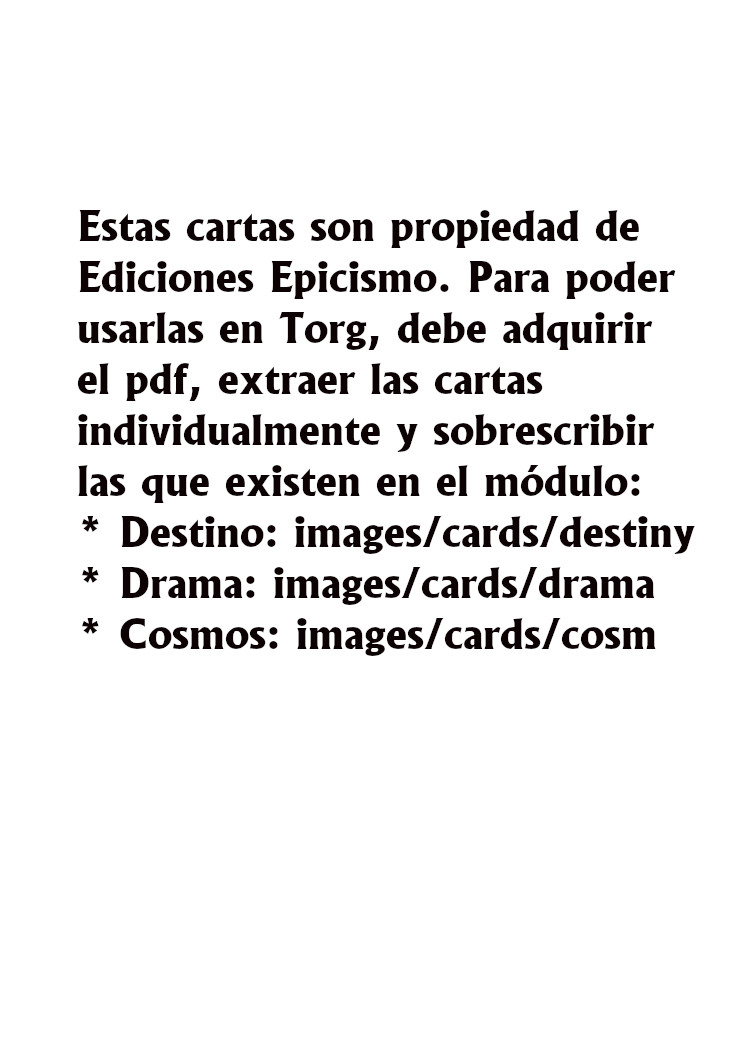 Estas cartas son propiedad de
Ediciones Epicismo. Para poder
usarlas en Torg, debe adquirir
el pdf, extraer las cartas
individualmente y sobrescribir
las que existen en el módulo:
* Destino: images/cards/destiny
* Drama: images/cards/drama
* Cosmos: images/cards/cosm